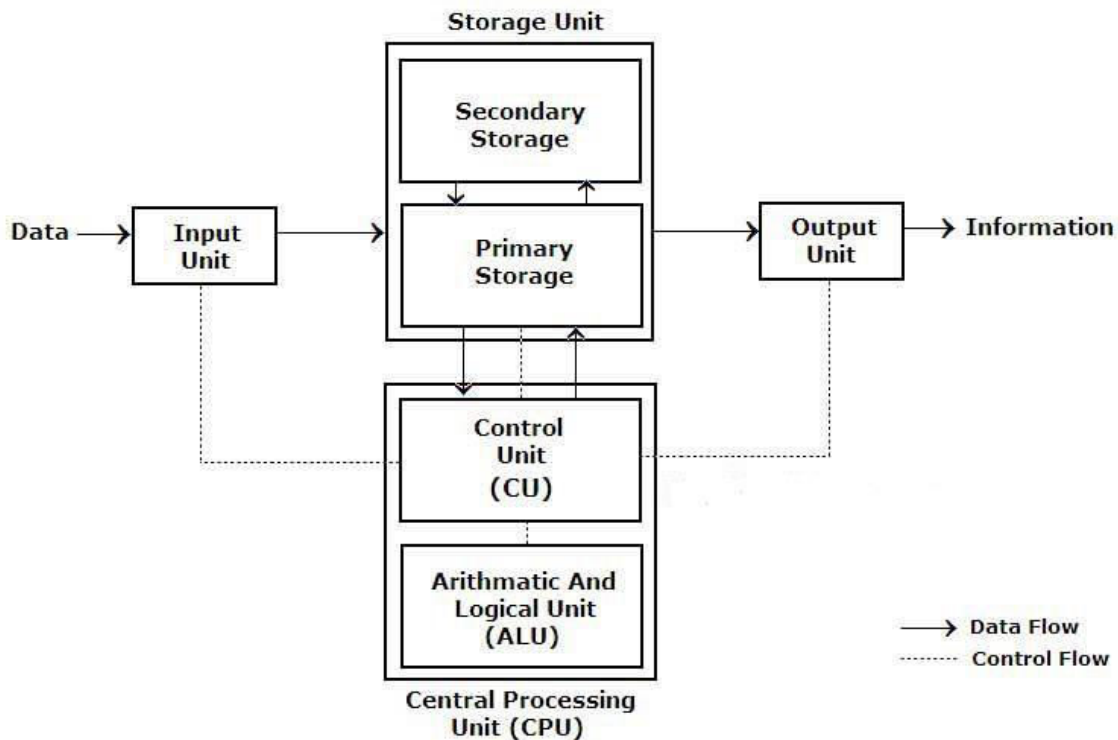 Storage Unit
Secondary
Storage
Data
Input
Unit
Primary
Storage
Output
Unit
Information
Control
Unit
(CU)
Arithmatic And
Logical Unit
(ALU)
Central Processing
Unit (CPU)
Data Flow
Control Flow